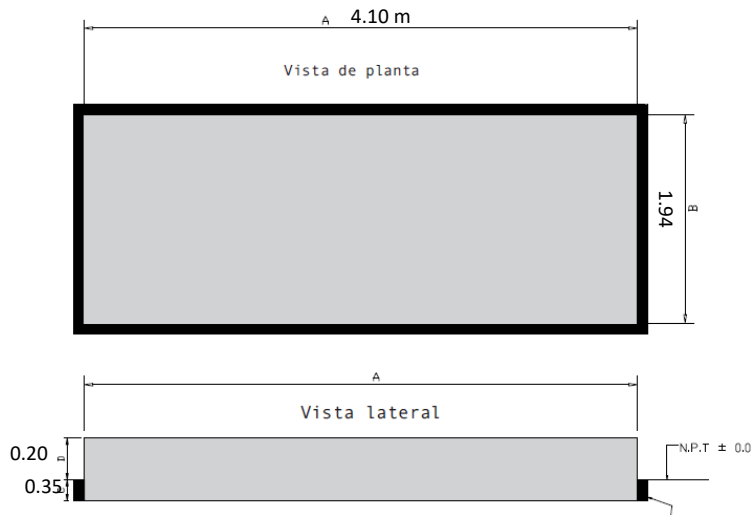 A 4.10 m
Vista de planta
1.94
B
A
Vista lateral
0.20 D
N.P.T ± 0.0
0.35